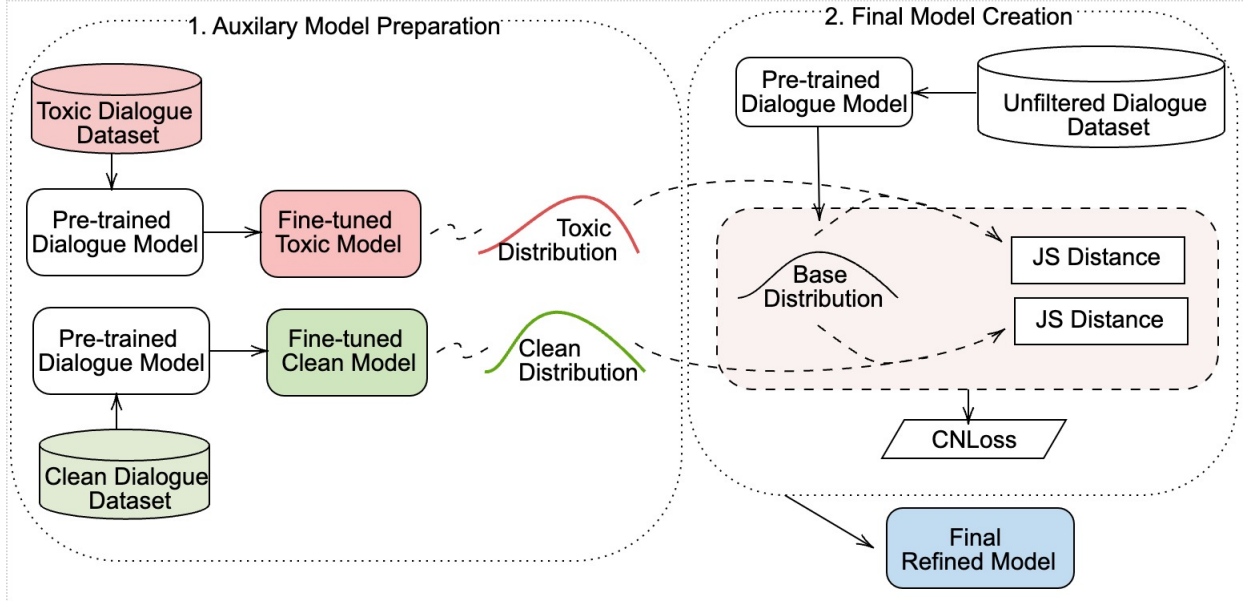 1. Auxilary Model Preparation
Toxic Dialogue
Dataset
Pre-trained
Dialogue Model
Fine-tuned
Toxic Model
Toxic
Distribution
Pre-trained
Dialogue Model
Fine-tuned
Clean Model
Clean
Distribution
Clean Dialogue
Dataset
2. Final Model Creation
Pre-trained
Dialogue Model
Unfiltered Dialogue
Dataset
Base
Distribution
JS Distance
JS Distance
CNLoss
Final
Refined Model